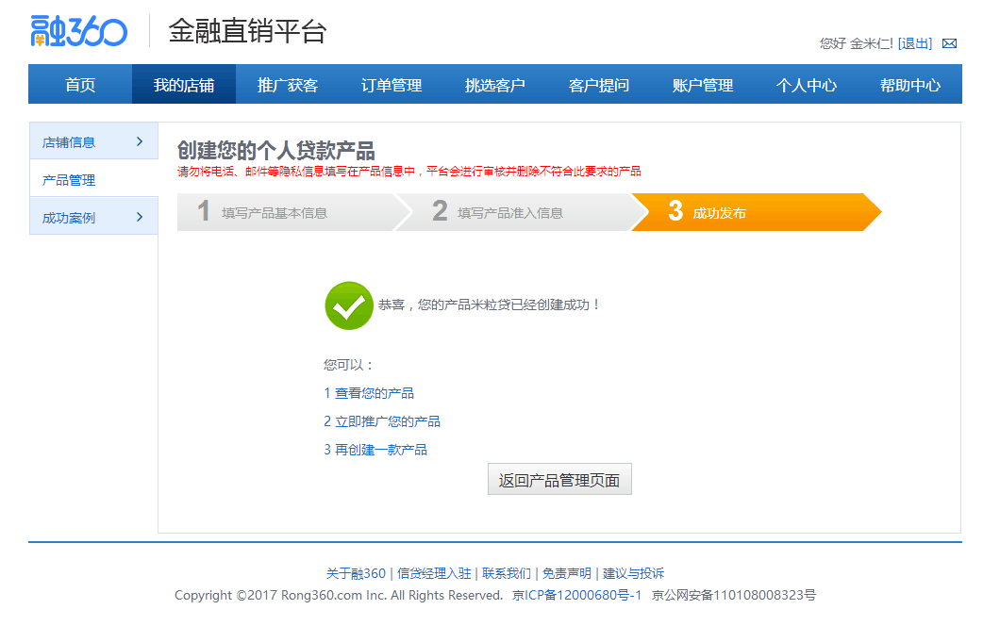 融360 金融直销平台
您好 金米仁! [退出]
首页 我的店铺 推广获客 订单管理 挑选客户 客户提问 账户管理 个人中心 帮助中心
店铺信息
产品管理
成功案例
创建您的个人贷款产品
请勿将电话、邮件等隐私信息填写在产品信息中，平台会进行审核并删除不符合此要求的产品
1 填写产品基本信息 2 填写产品准入信息 3 成功发布
恭喜，您的产品米粒贷已经创建成功！
您可以：
1 查看您的产品
2 立即推广您的产品
3 再创建一款产品
返回产品管理页面
关于融360 | 信贷经理入驻 | 联系我们 | 免责声明 | 建议与投诉
Copyright ©2017 Rong360.com Inc. All Rights Reserved. 京ICP备12000680号-1 京公网安备110108008323号